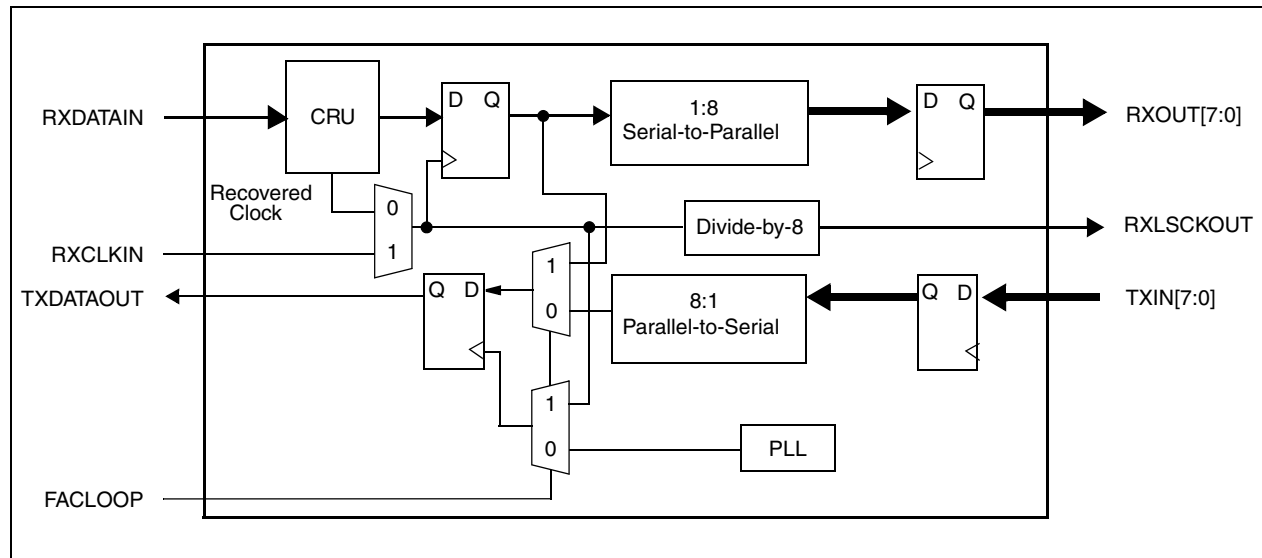 RXDATAIN
CRU
D Q
1:8
Serial-to-Parallel
D Q
RXOUT[7:0]
Recovered
Clock
0
1
RXCLKIN
Divide-by-8
RXLSCKOUT
TXDATAOUT
Q D
1
0
8:1
Parallel-to-Serial
Q D
TXIN[7:0]
1
0
PLL
FACLOOP